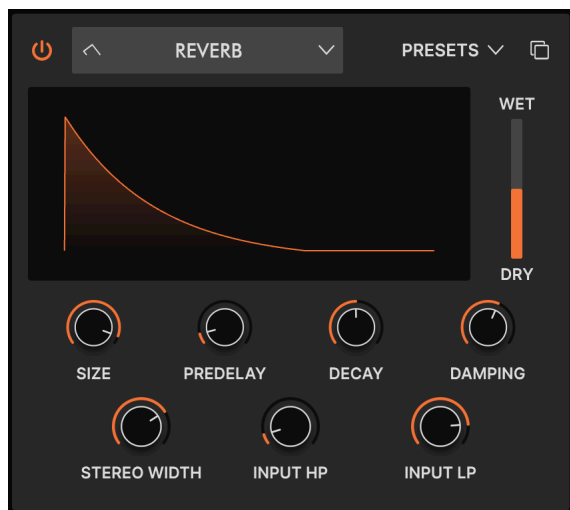 REVERB
PRESETS
WET
DRY
SIZE
PREDELAY
DECAY
DAMPING
STEREO WIDTH
INPUT HP
INPUT LP